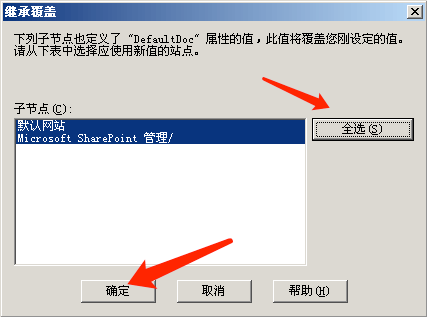 继承覆盖
下列子节点也定义了 "DefaultDoc" 属性的值，此值将覆盖您刚设定的值。
请从下表中选择应使用新值的站点。
子节点(C):
默认网站
Microsoft SharePoint 管理/
全选(S)
确定
取消
帮助(H)